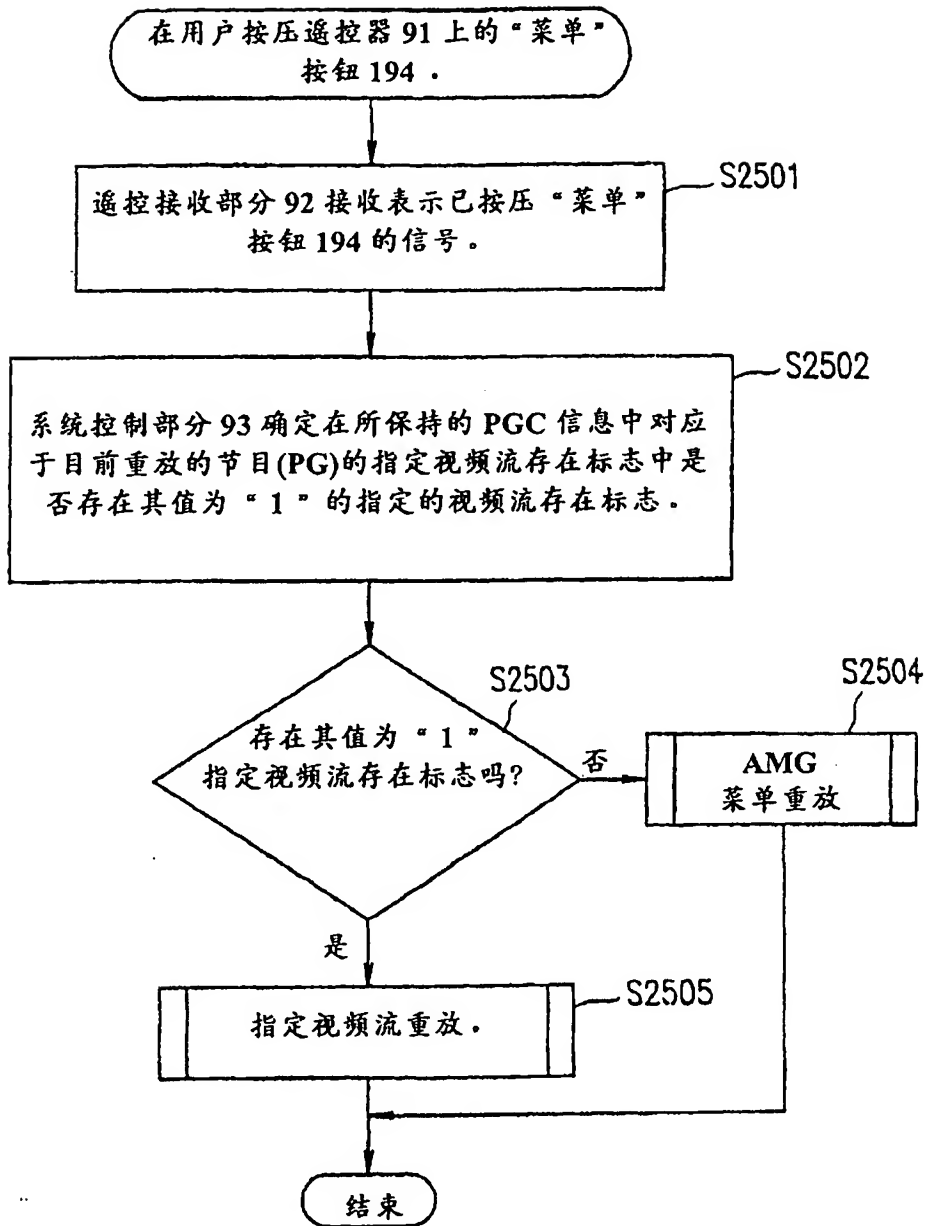 在用户按压遥控器 91 上的“菜单”
按钮 194 .
遥控接收部分 92 接收表示已按压“菜单”
按钮 194 的信号。
S2501
系统控制部分 93 确定在所保持的 PGC 信息中对应
于目前重放的节目(PG)的指定视频流存在标志中是
否存在其值为“1”的指定的视频流存在标志。
S2502
存在其值为“1”
指定视频流存在标志吗?
S2503
否
AMG
菜单重放
S2504
是
指定视频流重放。
S2505
结束